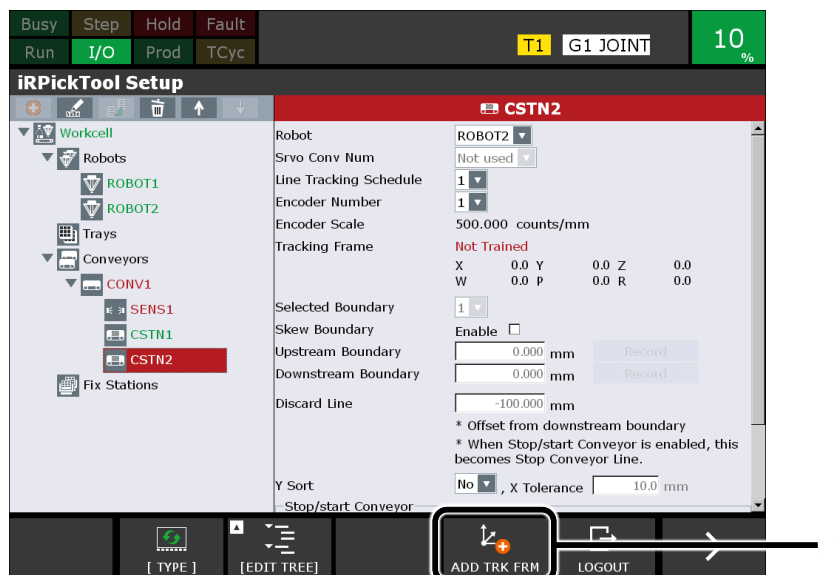 Busy Step Hold Fault
Run I/O Prod TCyc
T1 G1 JOINT
10 %
iRPickTool Setup
CSTN2
Workcell
Robots
ROBOT1
ROBOT2
Trays
Conveyors
CONV1
SENS1
CSTN1
CSTN2
Fix Stations
Robot ROBOT2
Srvo Conv Num Not used
Line Tracking Schedule 1
Encoder Number 1
Encoder Scale 500.000 counts/mm
Tracking Frame Not Trained
X 0.0 Y 0.0 Z 0.0
W 0.0 P 0.0 R 0.0
Selected Boundary 1
Skew Boundary Enable
Upstream Boundary 0.000 mm Record
Downstream Boundary 0.000 mm Record
Discard Line -100.000 mm
* Offset from downstream boundary
* When Stop/start Conveyor is enabled, this
becomes Stop Conveyor Line.
Y Sort No , X Tolerance 10.0 mm
Stop/start Conveyor
[ TYPE ] [EDIT TREE] ADD TRK FRM LOGOUT